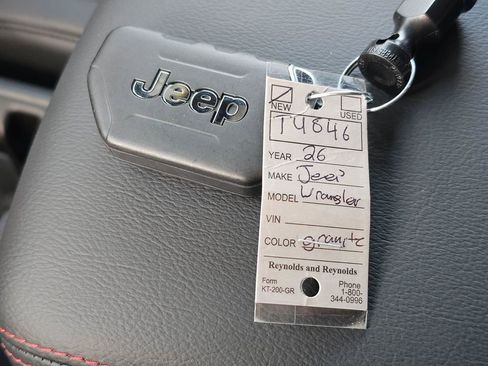 Jeep
NEW
USED
T4846
YEAR 26
MAKE Jeep
MODEL Wrangler
VIN
COLOR granite
Reynolds and Reynolds
Form
KT-200-GR
Phone
1-800-
344-0996